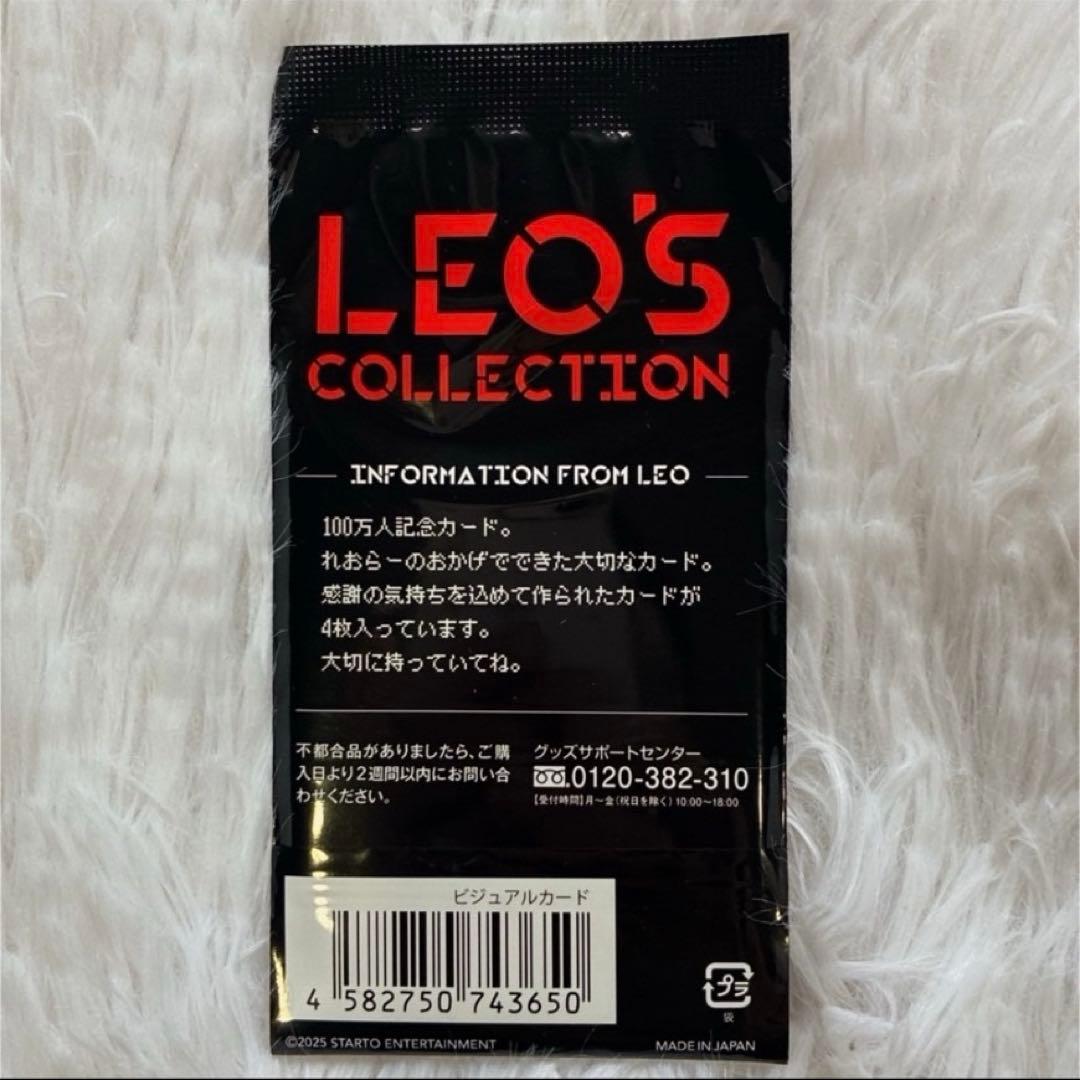 LEO'S
COLLECTION
INFORMATION FROM LEO
100万人記念カード。
れおらーのおかげでできた大切なカード。
感謝の気持ちを込めて作られたカードが
4枚入っています。
大切に持っていてね。
不都合品がありましたら、ご購
入日より2週間以内にお問い合
わせください。
グッズサポートセンター
0120-382-310
【受付時間】月〜金(祝日を除く)10:00〜18:00
ビジュアルカード
4 582750 743650
プラ
袋
©2025 STARTO ENTERTAINMENT
MADE IN JAPAN